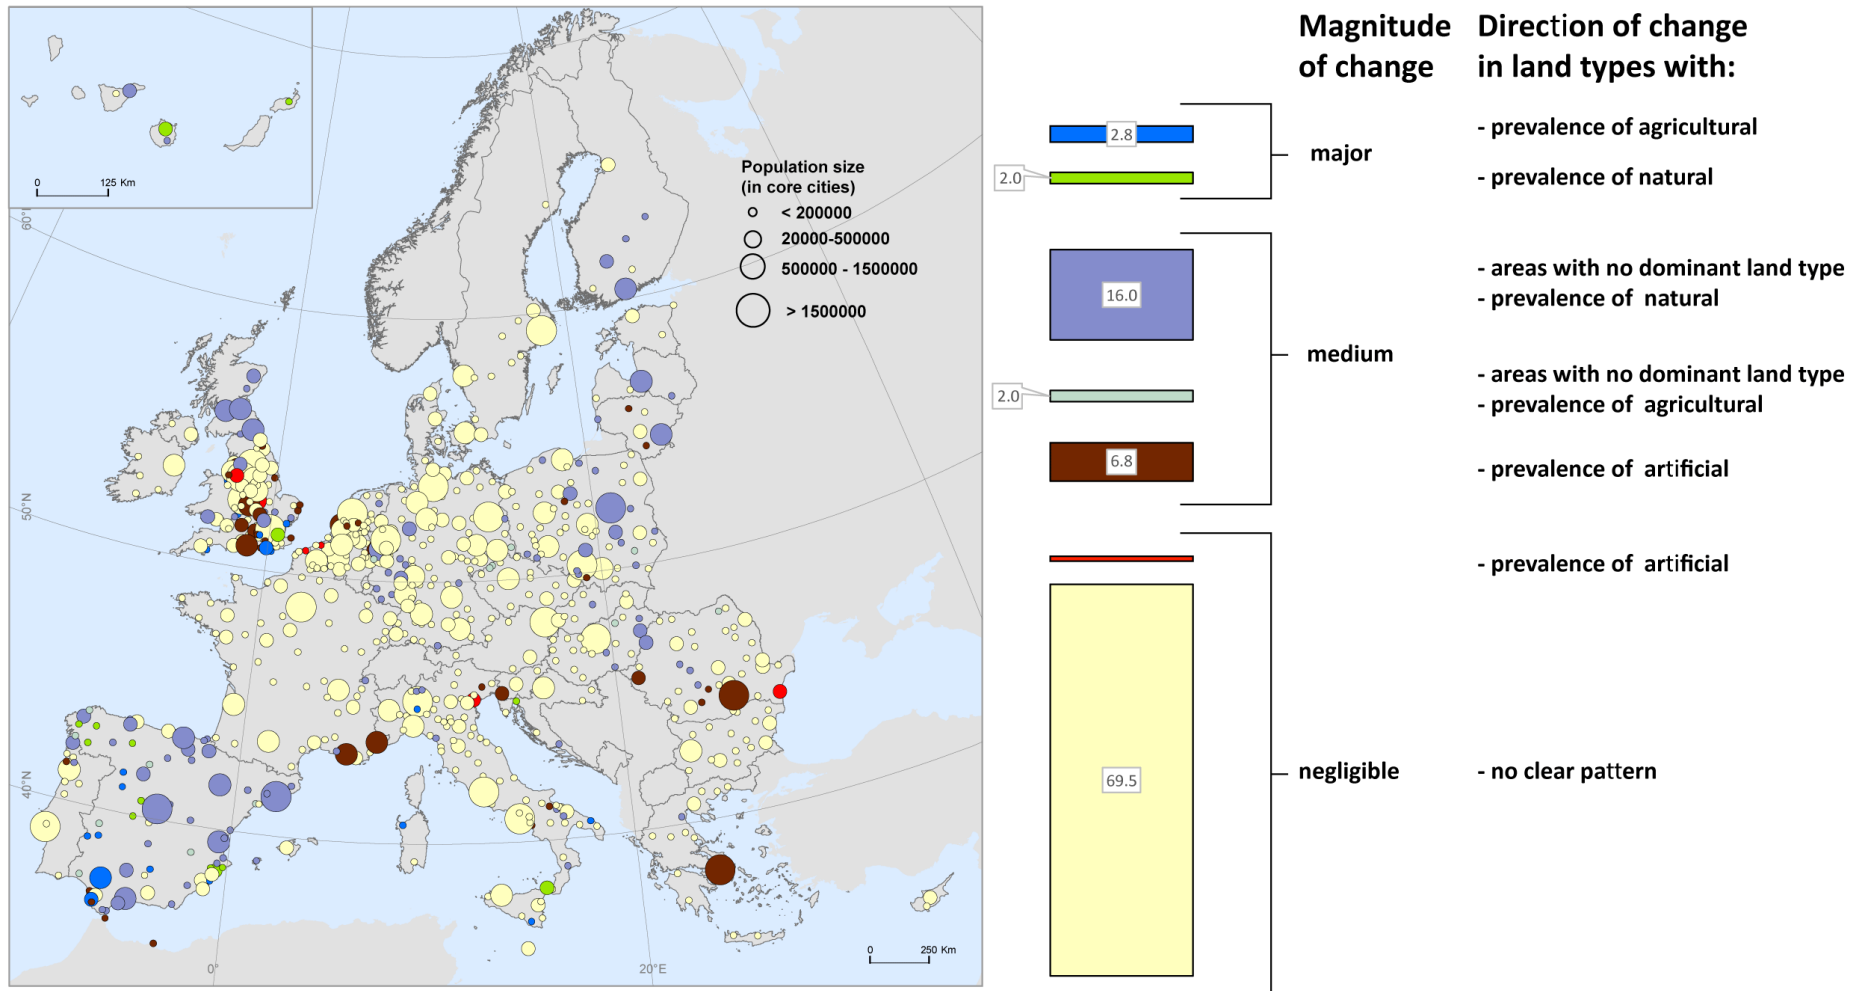 0 125 Km
60°
50°N
40°N
0°
20°E
0 250 Km
Population size
(in core cities)
< 200000
20000-500000
500000 - 1500000
> 1500000
Magnitude
of change
Direction of change
in land types with:
2.8
2.0
major
- prevalence of agricultural
- prevalence of natural
16.0
2.0
6.8
medium
- areas with no dominant land type
- prevalence of natural
- areas with no dominant land type
- prevalence of agricultural
- prevalence of artificial
69.5
negligible
- prevalence of artificial
- no clear pattern